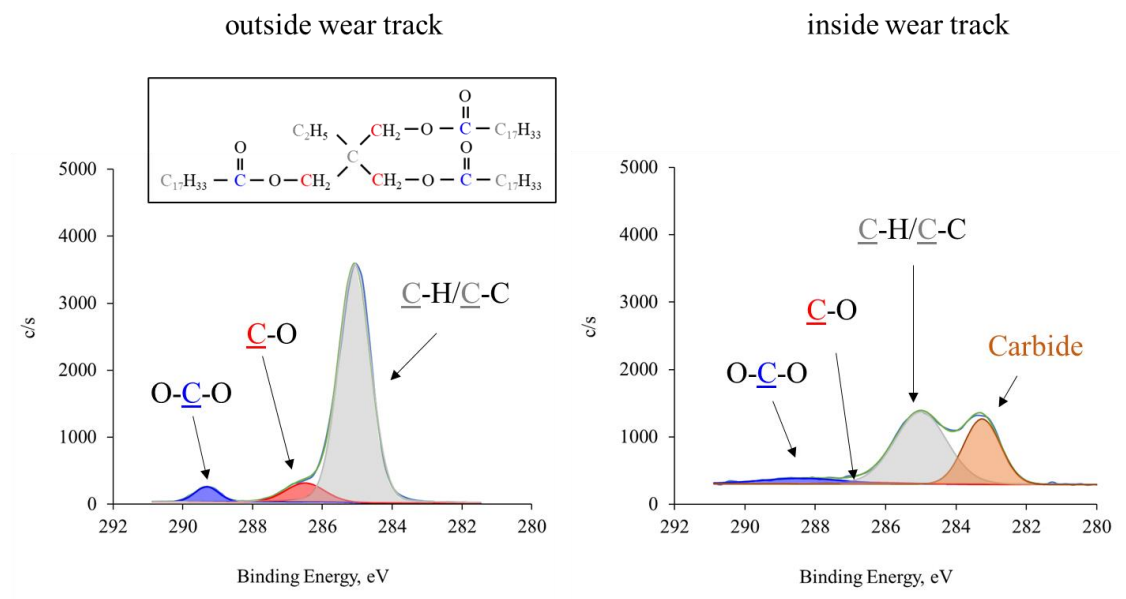 outside wear track
inside wear track
O
||
C₂H₅ CH₂—O—C—C₁₇H₃₃
O C O
|| ||
C₁₇H₃₃—C—O—CH₂ CH₂—O—C—C₁₇H₃₃
5000
4000
3000
2000
1000
0
292 290 288 286 284 282 280
c/s
Binding Energy, eV
C-H/C-C
C-O
O-C-O
5000
4000
3000
2000
1000
0
292 290 288 286 284 282 280
c/s
Binding Energy, eV
C-H/C-C
C-O
O-C-O
Carbide